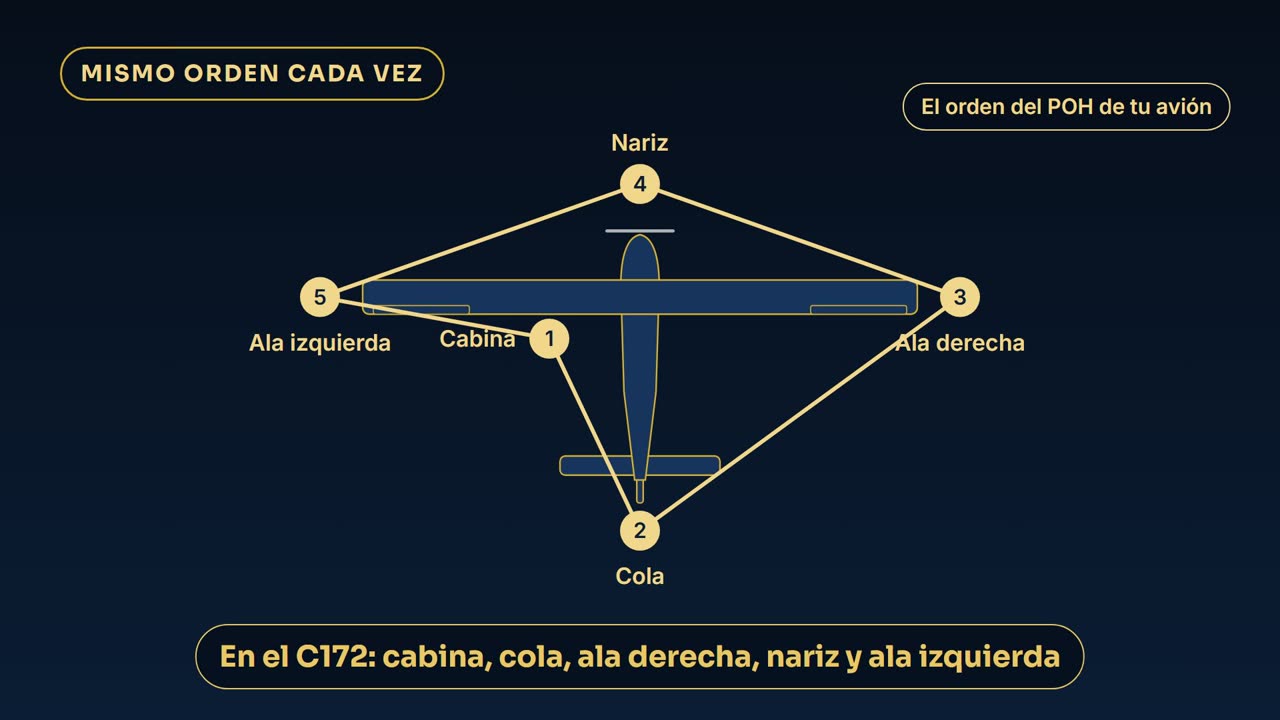 MISMO ORDEN CADA VEZ
El orden del POH de tu avión
Nariz
4
5
3
Ala izquierda
Cabina
1
Ala derecha
2
Cola
En el C172: cabina, cola, ala derecha, nariz y ala izquierda